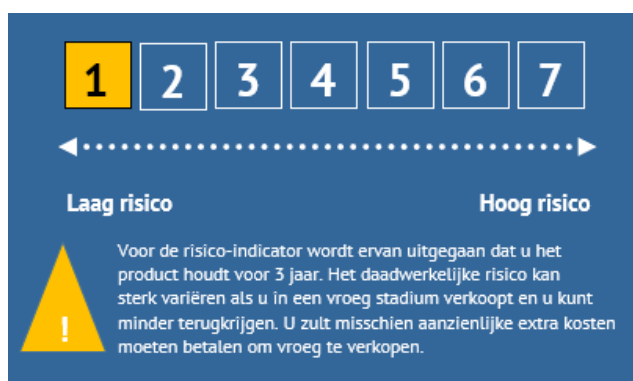 1 2 3 4 5 6 7
Laag risico Hoog risico
Voor de risico-indicator wordt ervan uitgegaan dat u het
product houdt voor 3 jaar. Het daadwerkelijke risico kan
sterk variëren als u in een vroeg stadium verkoopt en u kunt
minder terugkrijgen. U zult misschien aanzienlijke extra kosten
moeten betalen om vroeg te verkopen.
!